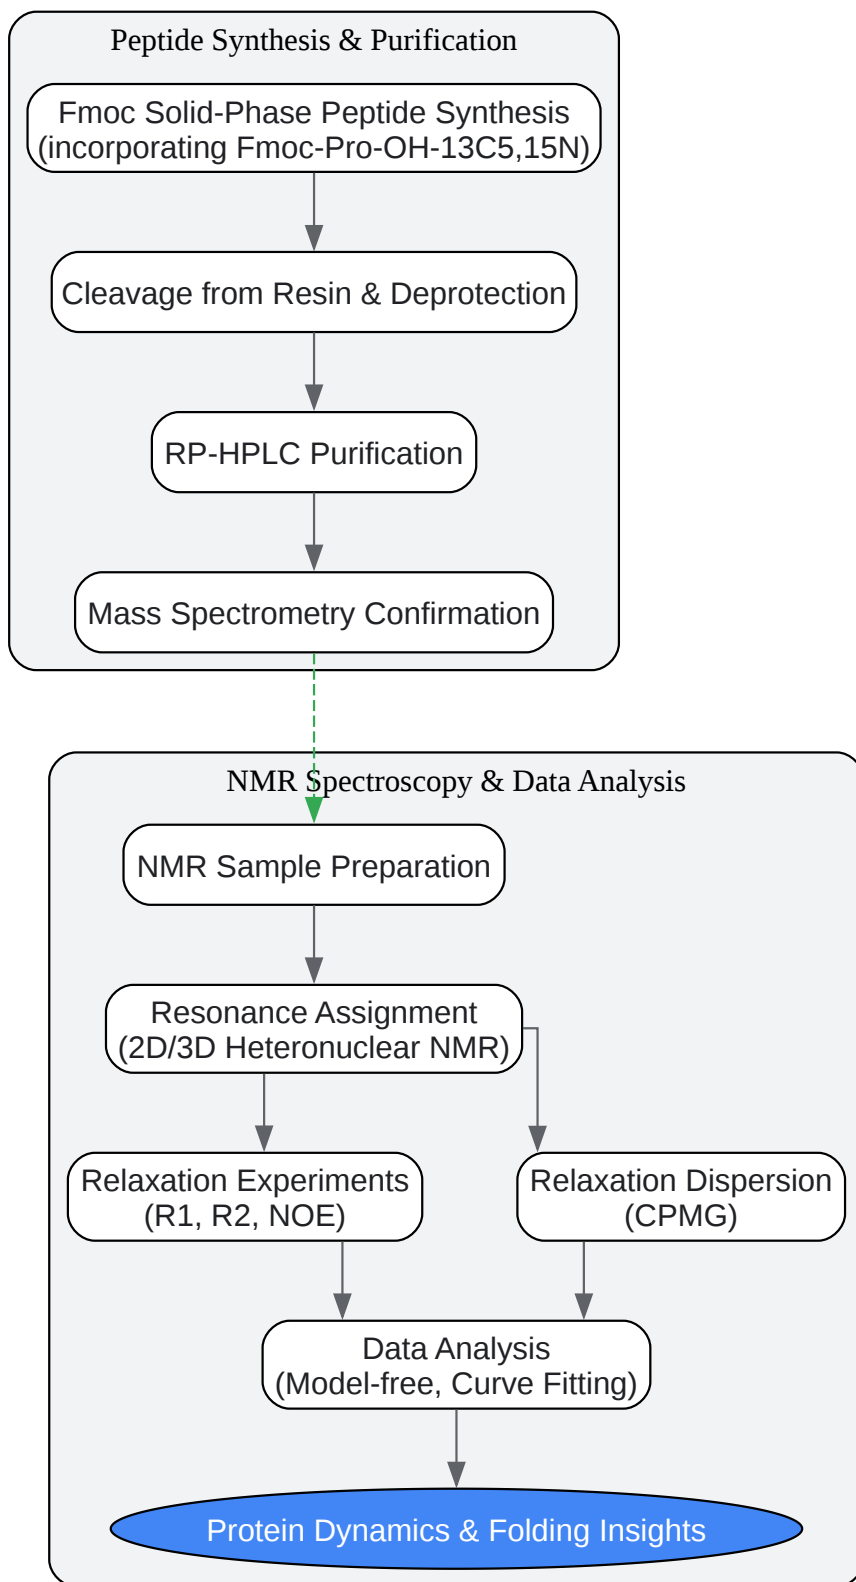 Peptide Synthesis & Purification
Fmoc Solid-Phase Peptide Synthesis
(incorporating Fmoc-Pro-OH-13C5,15N)
Cleavage from Resin & Deprotection
RP-HPLC Purification
Mass Spectrometry Confirmation
NMR Spectroscopy & Data Analysis
NMR Sample Preparation
Resonance Assignment
(2D/3D Heteronuclear NMR)
Relaxation Experiments
(R1, R2, NOE)
Relaxation Dispersion
(CPMG)
Data Analysis
(Model-free, Curve Fitting)
Protein Dynamics & Folding Insights